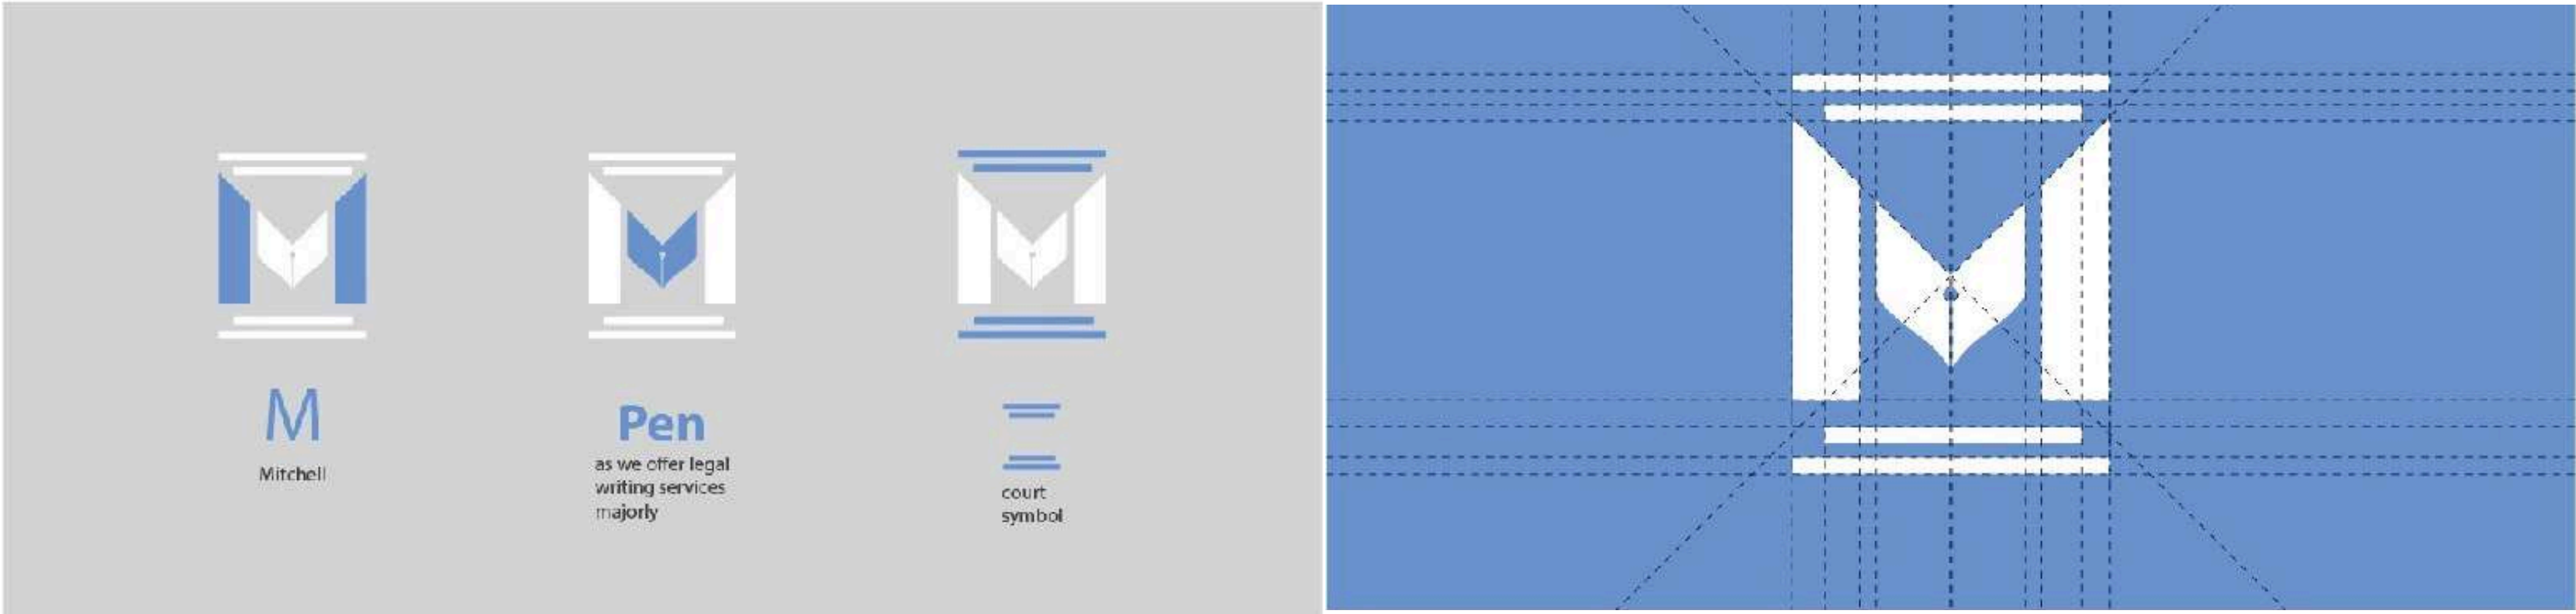 M
Mitchell
Pen
as we offer legal
writing services
majorly
court
symbol